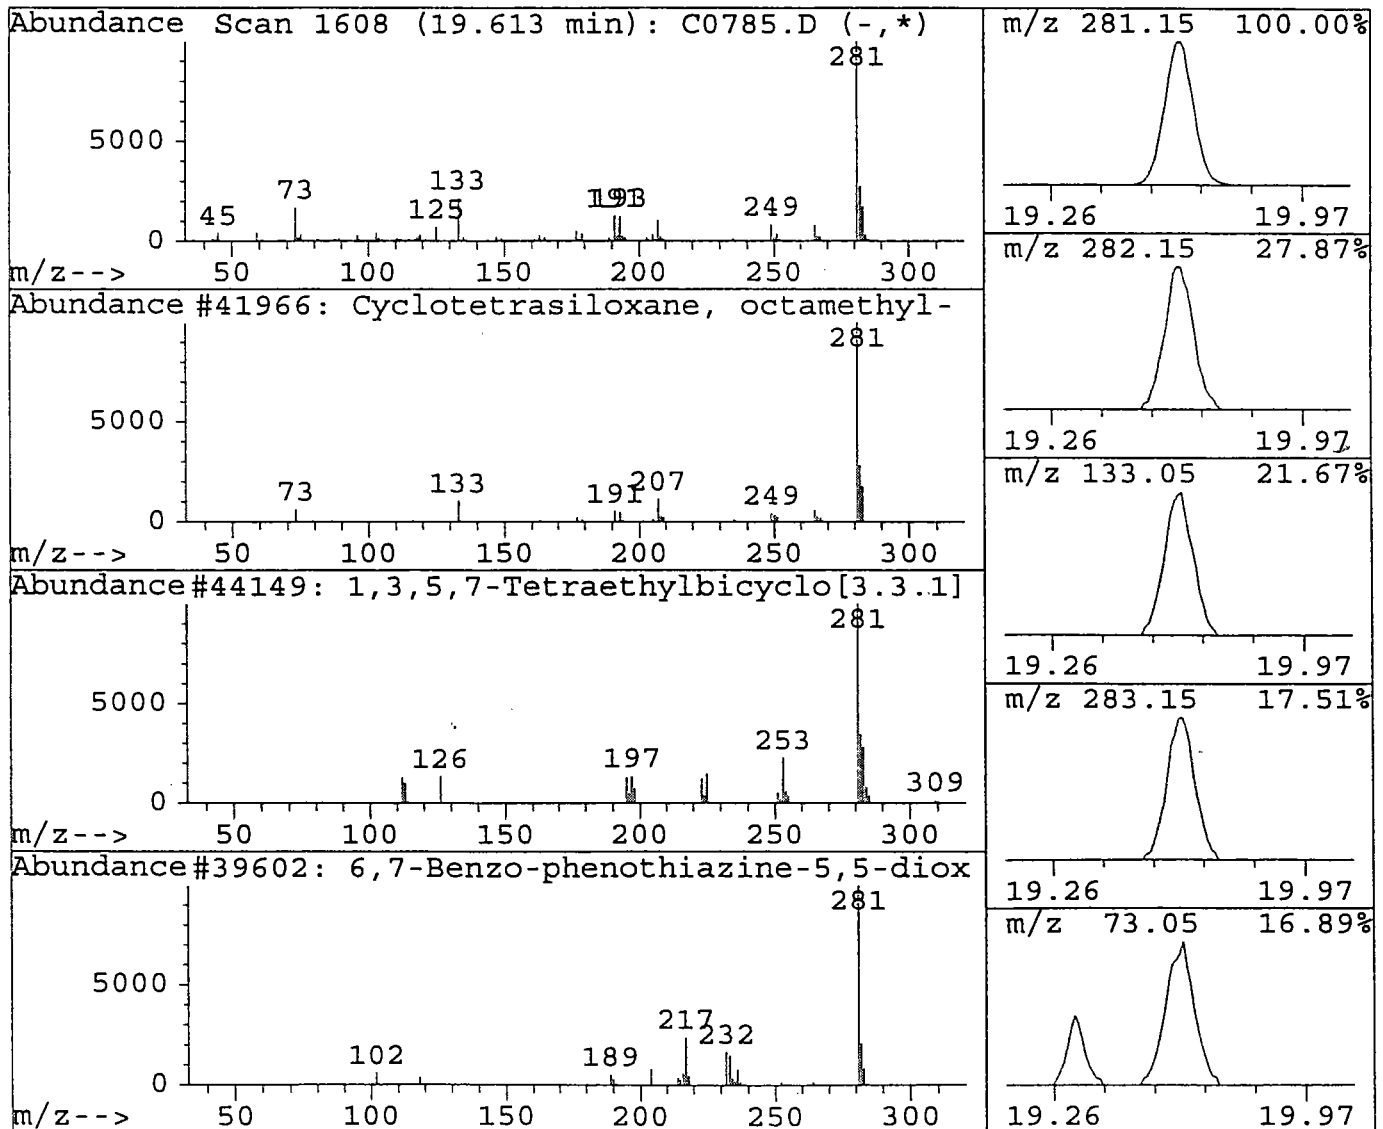 Abundance Scan 1608 (19.613 min): C0785.D (-,*)
281
5000
73
133
125
45
191
193
249
0
m/z--> 50 100 150 200 250 300
Abundance #41966: Cyclotetrasiloxane, octamethyl-
281
5000
73
133
191
207
249
0
m/z--> 50 100 150 200 250 300
Abundance #44149: 1,3,5,7-Tetraethylbicyclo[3.3.1]
281
5000
126
197
253
309
0
m/z--> 50 100 150 200 250 300
Abundance #39602: 6,7-Benzo-phenothiazine-5,5-diox
281
5000
102
189
217
232
0
m/z--> 50 100 150 200 250 300
m/z 281.15 100.00%
19.26 19.97
m/z 282.15 27.87%
19.26 19.97
m/z 133.05 21.67%
19.26 19.97
m/z 283.15 17.51%
19.26 19.97
m/z 73.05 16.89%
19.26 19.97